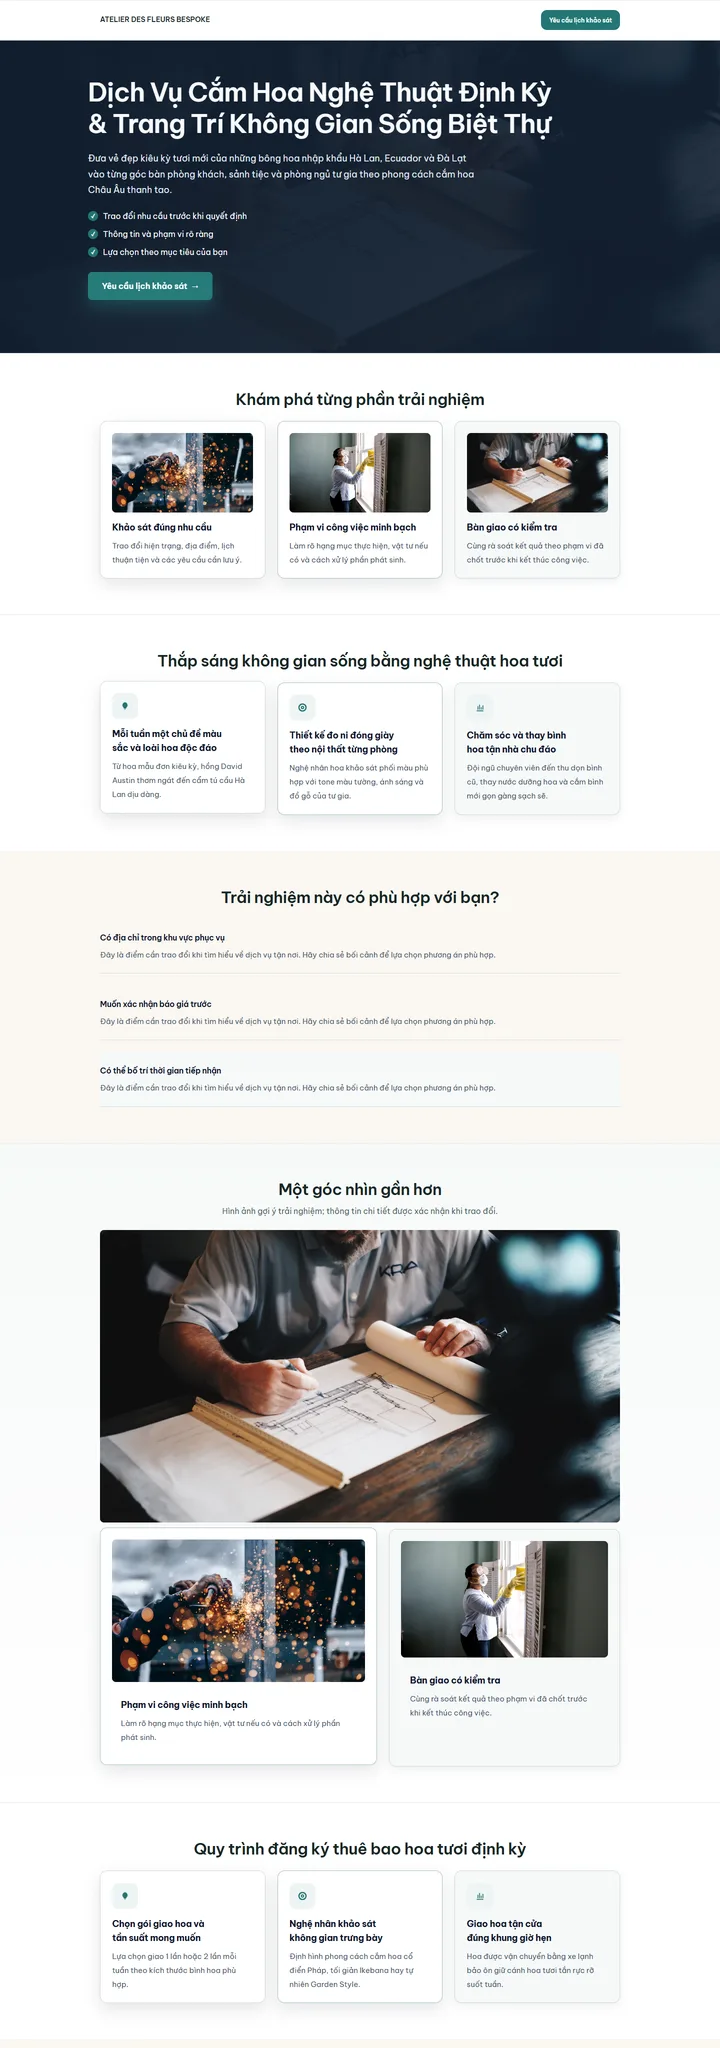 ATELIER DES FLEURS BESPOKE
Yêu cầu lịch khảo sát
Dịch Vụ Cắm Hoa Nghệ Thuật Định Kỳ
& Trang Trí Không Gian Sống Biệt Thự
Đưa vẻ đẹp kiêu kỳ tươi mới của những bông hoa nhập khẩu Hà Lan, Ecuador và Đà Lạt
vào từng góc bàn phòng khách, sảnh tiệc và phòng ngủ tư gia theo phong cách cắm hoa
Châu Âu thanh tao.
Trao đổi nhu cầu trước khi quyết định
Thông tin và phạm vi rõ ràng
Lựa chọn theo mục tiêu của bạn
Yêu cầu lịch khảo sát →
Khám phá từng phần trải nghiệm
Khảo sát đúng nhu cầu
Trao đổi hiện trạng, địa điểm, lịch
thuận tiện và các yêu cầu cần lưu ý.
Phạm vi công việc minh bạch
Làm rõ hạng mục thực hiện, vật tư nếu
có và cách xử lý phần phát sinh.
Bàn giao có kiểm tra
Cùng rà soát kết quả theo phạm vi đã
chốt trước khi kết thúc công việc.
Thắp sáng không gian sống bằng nghệ thuật hoa tươi
Mỗi tuần một chủ đề màu
sắc và loài hoa độc đáo
Từ hoa mẫu đơn kiêu kỳ, hồng David
Austin thơm ngát đến cẩm tú cầu Hà
Lan dịu dàng.
Thiết kế đo ni đóng giày
theo nội thất từng phòng
Nghệ nhân hoa khảo sát phối màu phù
hợp với tone màu tường, ánh sáng và
đồ gỗ của tư gia.
Chăm sóc và thay bình
hoa tận nhà chu đáo
Đội ngũ chuyên viên đến thu dọn bình
cũ, thay nước dưỡng hoa và cắm bình
mới gọn gàng sạch sẽ.
Trải nghiệm này có phù hợp với bạn?
Có địa chỉ trong khu vực phục vụ
Đây là điểm cần trao đổi khi tìm hiểu về dịch vụ tận nơi. Hãy chia sẻ bối cảnh để lựa chọn phương án phù hợp.
Muốn xác nhận báo giá trước
Đây là điểm cần trao đổi khi tìm hiểu về dịch vụ tận nơi. Hãy chia sẻ bối cảnh để lựa chọn phương án phù hợp.
Có thể bố trí thời gian tiếp nhận
Đây là điểm cần trao đổi khi tìm hiểu về dịch vụ tận nơi. Hãy chia sẻ bối cảnh để lựa chọn phương án phù hợp.
Một góc nhìn gần hơn
Hình ảnh gợi ý trải nghiệm; thông tin chi tiết được xác nhận khi trao đổi.
KRA
Phạm vi công việc minh bạch
Làm rõ hạng mục thực hiện, vật tư nếu có và cách xử lý phần
phát sinh.
Bàn giao có kiểm tra
Cùng rà soát kết quả theo phạm vi đã chốt trước
khi kết thúc công việc.
Quy trình đăng ký thuê bao hoa tươi định kỳ
Chọn gói giao hoa và
tần suất mong muốn
Lựa chọn giao 1 lần hoặc 2 lần mỗi
tuần theo kích thước bình hoa phù
hợp.
Nghệ nhân khảo sát
không gian trưng bày
Định hình phong cách cắm hoa cổ
điển Pháp, tối giản Ikebana hay tự
nhiên Garden Style.
Giao hoa tận cửa
đúng khung giờ hẹn
Hoa được vận chuyển bằng xe lạnh
bảo ôn giữ cánh hoa tươi tắn rực rỡ
suốt tuần.